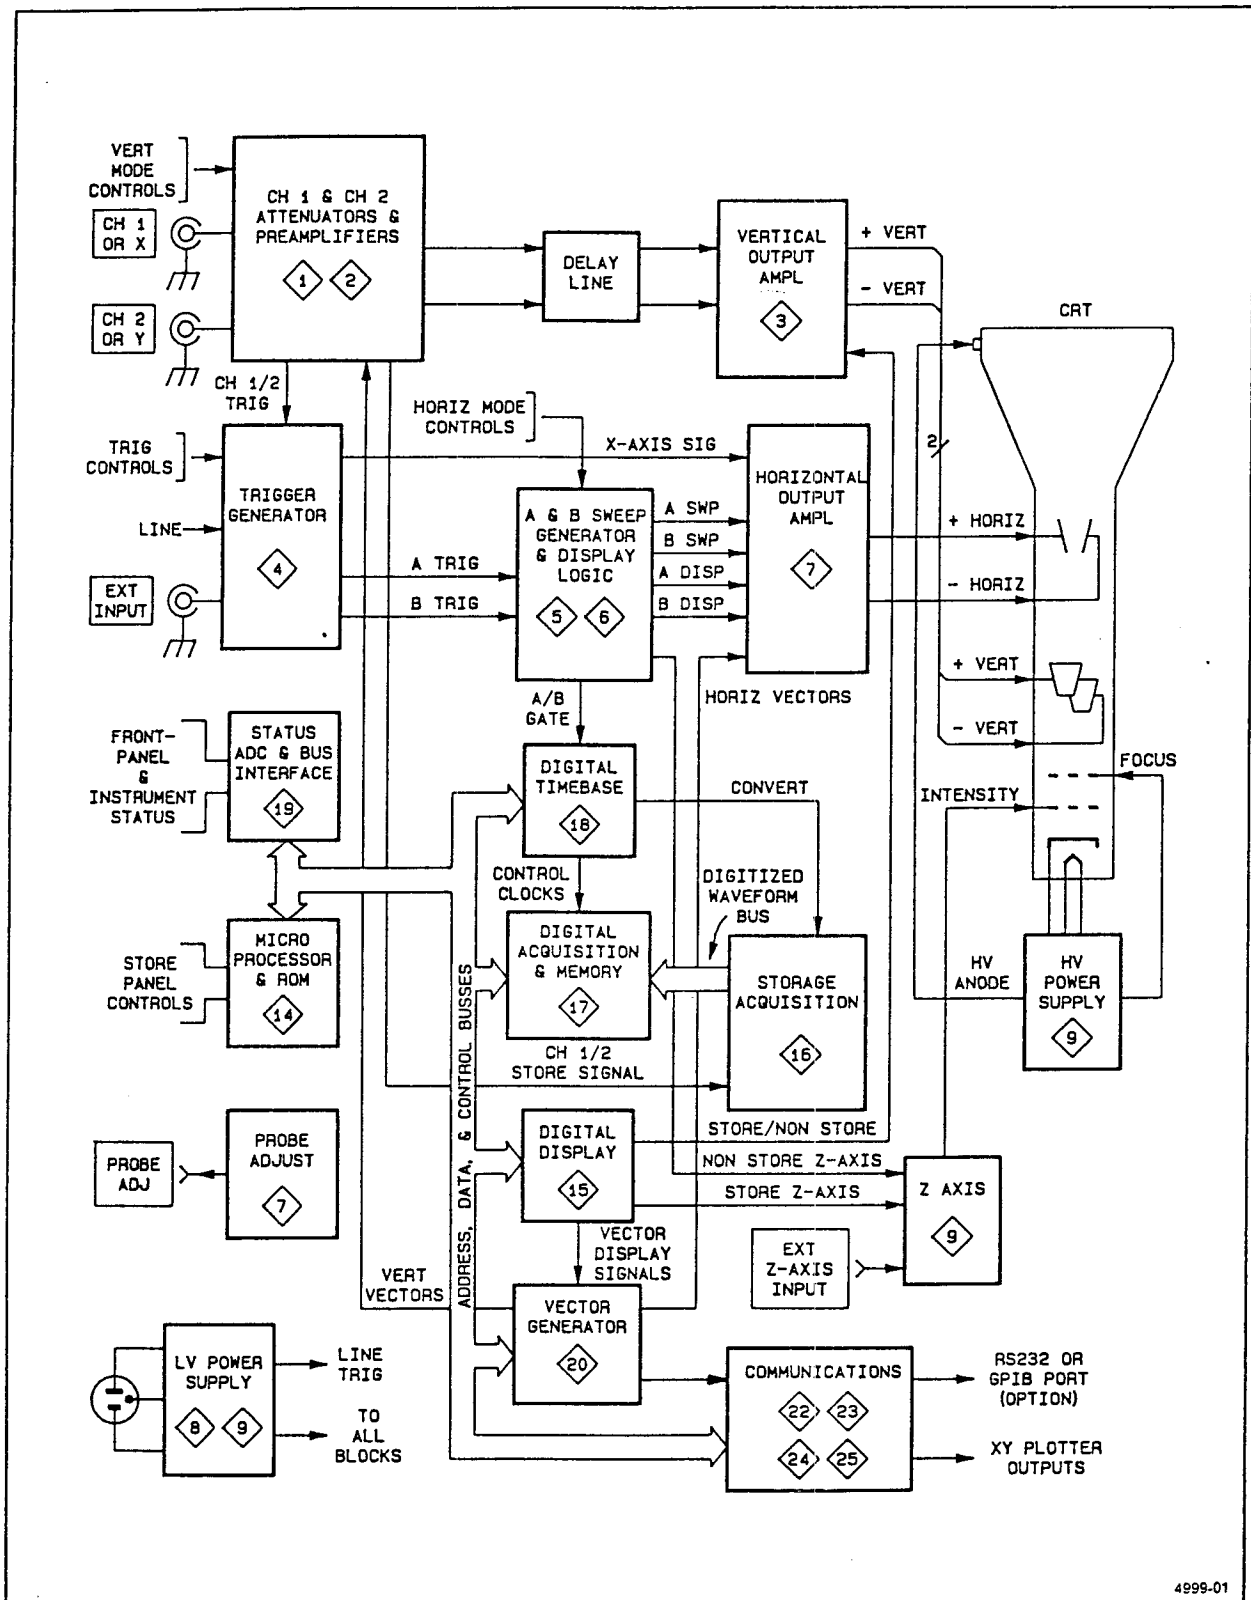 VERT
MODE
CONTROLS
CH 1
OR X
CH 2
OR Y
CH 1 & CH 2
ATTENUATORS &
PREAMPLIFIERS
1 2
DELAY
LINE
VERTICAL
OUTPUT
AMPL
3
+ VERT
- VERT
CRT
CH 1/2
TRIG
HORIZ MODE
CONTROLS
TRIG
CONTROLS
LINE
EXT
INPUT
TRIGGER
GENERATOR
4
X-AXIS SIG
A TRIG
B TRIG
A & B SWEEP
GENERATOR
& DISPLAY
LOGIC
5 6
A SWP
B SWP
A DISP
B DISP
HORIZONTAL
OUTPUT
AMPL
7
2
+ HORIZ
- HORIZ
+ VERT
- VERT
FOCUS
INTENSITY
HORIZ VECTORS
A/B
GATE
FRONT-
PANEL
&
INSTRUMENT
STATUS
STATUS
ADC & BUS
INTERFACE
19
DIGITAL
TIMEBASE
18
CONVERT
CONTROL
CLOCKS
DIGITIZED
WAVEFORM
BUS
STORE
PANEL
CONTROLS
MICRO
PROCESSOR
& ROM
14
DIGITAL
ACQUISITION
& MEMORY
17
STORAGE
ACQUISITION
16
HV
ANODE
HV
POWER
SUPPLY
9
CH 1/2
STORE SIGNAL
ADDRESS, DATA, & CONTROL BUSSES
PROBE
ADJ
PROBE
ADJUST
7
DIGITAL
DISPLAY
15
STORE/NON STORE
NON STORE Z-AXIS
STORE Z-AXIS
Z AXIS
9
EXT
Z-AXIS
INPUT
VECTOR
DISPLAY
SIGNALS
VERT
VECTORS
VECTOR
GENERATOR
20
LV POWER
SUPPLY
8 9
LINE
TRIG
TO
ALL
BLOCKS
COMMUNICATIONS
22 23
24 25
RS232 OR
GPIB PORT
(OPTION)
XY PLOTTER
OUTPUTS
4999-01